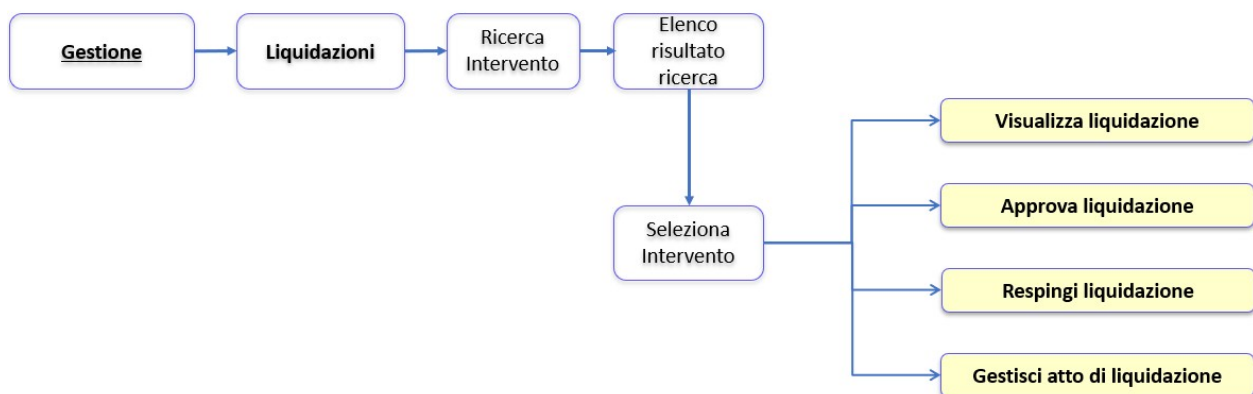 Gestione
Liquidazioni
Ricerca
Intervento
Elenco
risultato
ricerca
Visualizza liquidazione
Approva liquidazione
Seleziona
Intervento
Respingi liquidazione
Gestisci atto di liquidazione